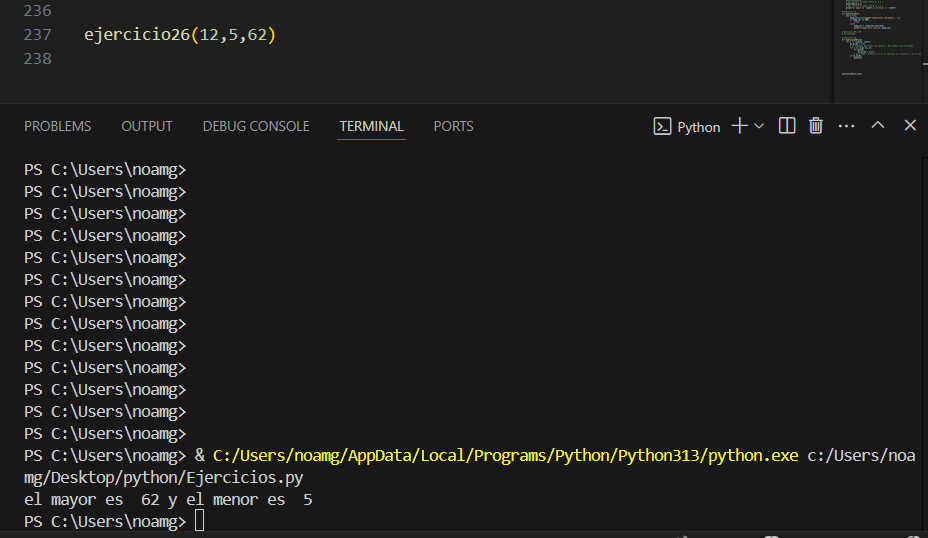 236
237 ejercicio26(12,5,62)
238
PROBLEMS OUTPUT DEBUG CONSOLE TERMINAL PORTS Python
PS C:\Users\noamg>
PS C:\Users\noamg>
PS C:\Users\noamg>
PS C:\Users\noamg>
PS C:\Users\noamg>
PS C:\Users\noamg>
PS C:\Users\noamg>
PS C:\Users\noamg>
PS C:\Users\noamg>
PS C:\Users\noamg>
PS C:\Users\noamg>
PS C:\Users\noamg>
PS C:\Users\noamg>
PS C:\Users\noamg> & C:/Users/noamg/AppData/Local/Programs/Python/Python313/python.exe c:/Users/noa
mg/Desktop/python/Ejercicios.py
el mayor es  62 y el menor es  5
PS C:\Users\noamg>